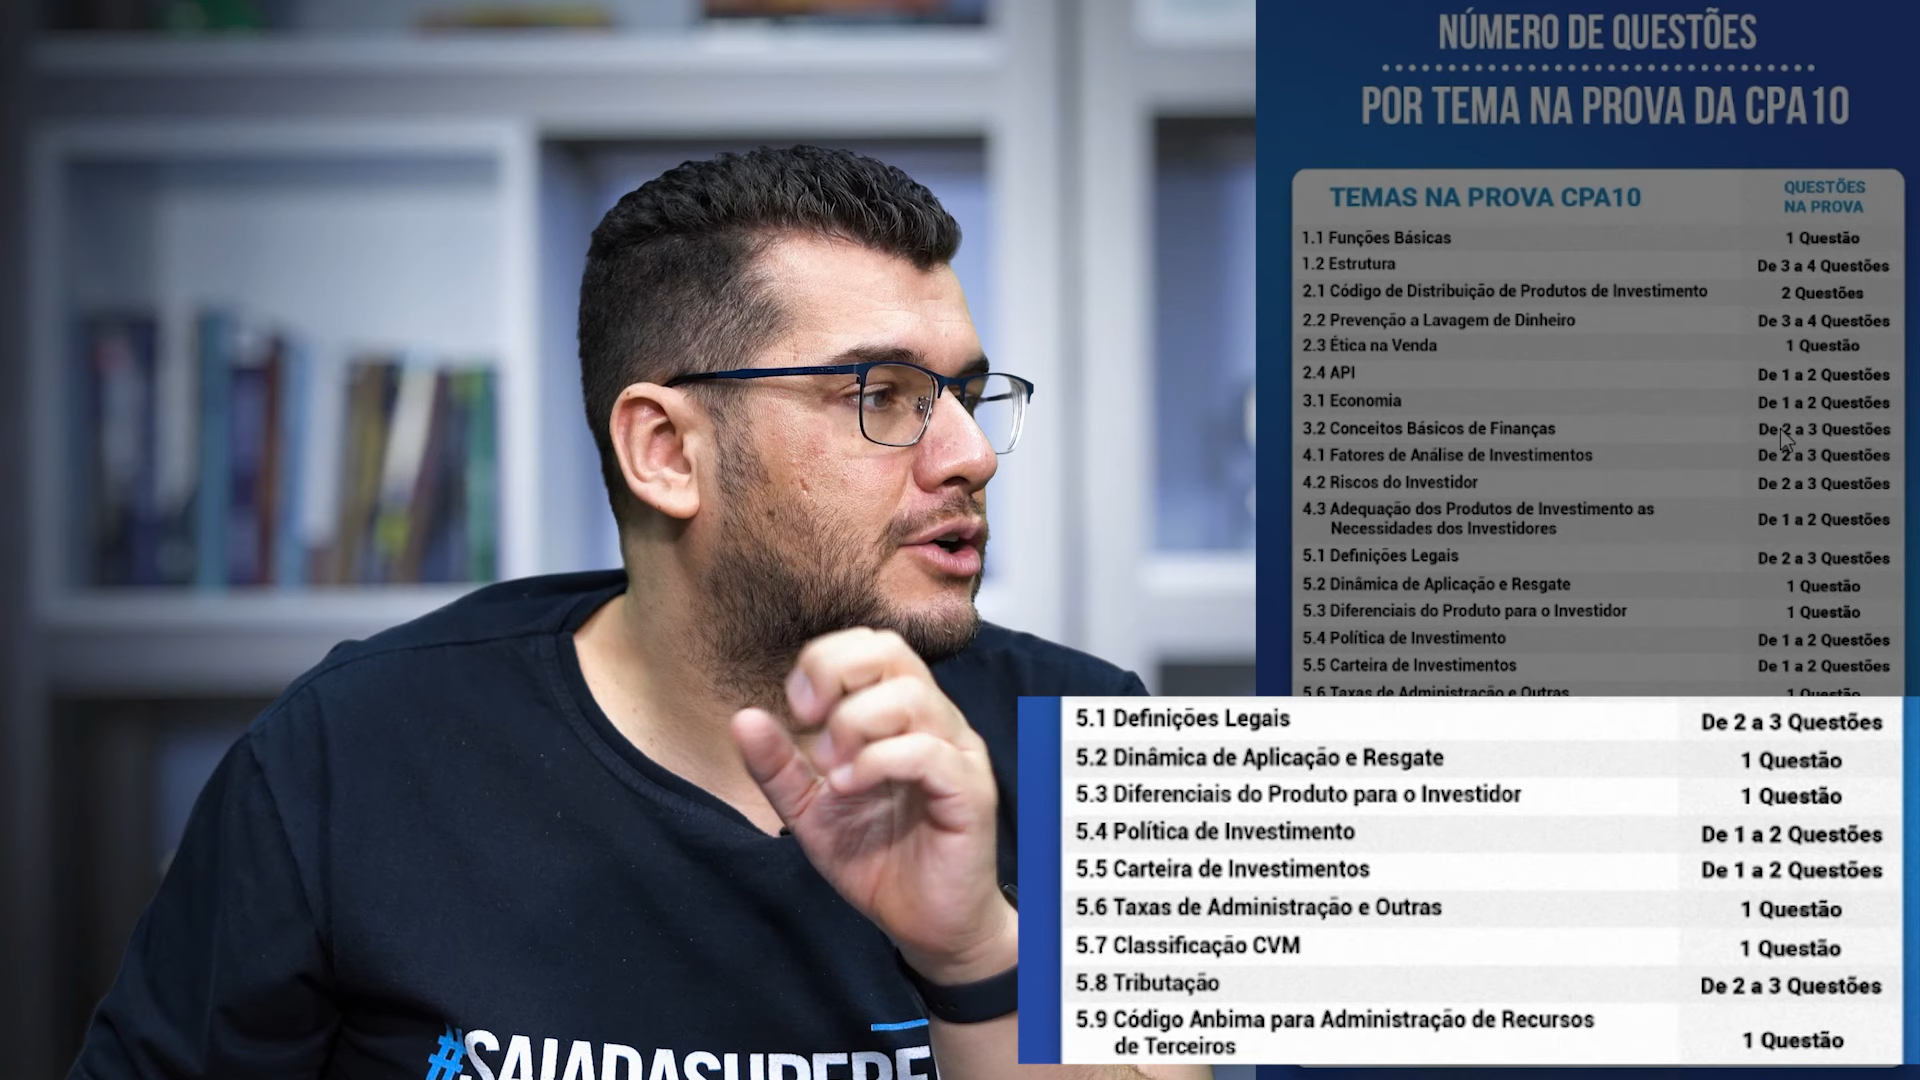 NÚMERO DE QUESTÕES
POR TEMA NA PROVA DA CPA10
TEMAS NA PROVA CPA10
QUESTÕES
NA PROVA
1.1 Funções Básicas 1 Questão
1.2 Estrutura De 3 a 4 Questões
2.1 Código de Distribuição de Produtos de Investimento 2 Questões
2.2 Prevenção a Lavagem de Dinheiro De 3 a 4 Questões
2.3 Ética na Venda 1 Questão
2.4 API De 1 a 2 Questões
3.1 Economia De 1 a 2 Questões
3.2 Conceitos Básicos de Finanças De 2 a 3 Questões
4.1 Fatores de Análise de Investimentos De 2 a 3 Questões
4.2 Riscos do Investidor De 2 a 3 Questões
4.3 Adequação dos Produtos de Investimento as
Necessidades dos Investidores De 1 a 2 Questões
5.1 Definições Legais De 2 a 3 Questões
5.2 Dinâmica de Aplicação e Resgate 1 Questão
5.3 Diferenciais do Produto para o Investidor 1 Questão
5.4 Política de Investimento De 1 a 2 Questões
5.5 Carteira de Investimentos De 1 a 2 Questões
5.6 Taxas de Administração e Outras 1 Questão
5.1 Definições Legais De 2 a 3 Questões
5.2 Dinâmica de Aplicação e Resgate 1 Questão
5.3 Diferenciais do Produto para o Investidor 1 Questão
5.4 Política de Investimento De 1 a 2 Questões
5.5 Carteira de Investimentos De 1 a 2 Questões
5.6 Taxas de Administração e Outras 1 Questão
5.7 Classificação CVM 1 Questão
5.8 Tributação De 2 a 3 Questões
5.9 Código Anbima para Administração de Recursos
de Terceiros 1 Questão